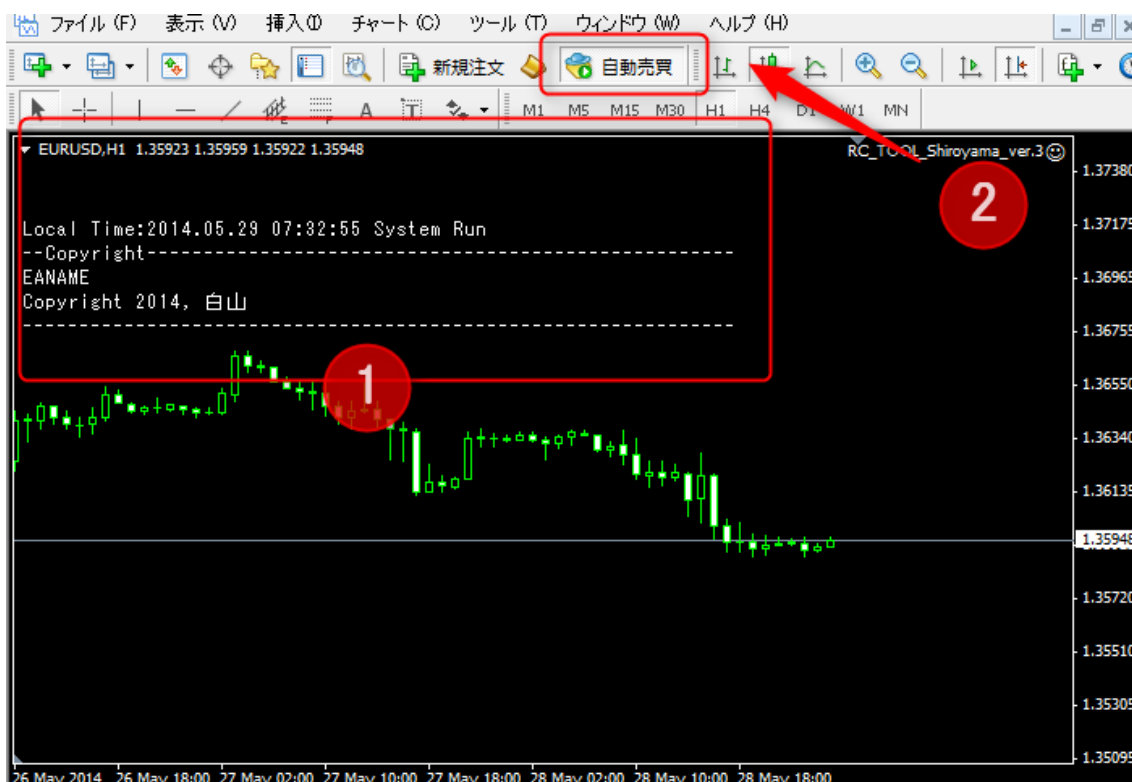 ファイル (F) 表示 (V) 挿入(I) チャート (C) ツール (T) ウィンドウ (W) ヘルプ (H)
新規注文 自動売買
A T M1 M5 M15 M30 H1 H4 D1 W1 MN
EURUSD,H1 1.35923 1.35959 1.35922 1.35948
RC_TOOL_Shiroyama_ver.3
2
Local Time:2014.05.29 07:32:55 System Run
--Copyright----------------------------------------------------
EANAME
Copyright 2014, 白山
---------------------------------------------------------------
1
1.37380
1.37175
1.36965
1.36755
1.36550
1.36340
1.36135
1.35948
1.35720
1.35510
1.35305
1.35095
26 May 2014 26 May 18:00 27 May 02:00 27 May 10:00 27 May 18:00 28 May 02:00 28 May 10:00 28 May 18:00